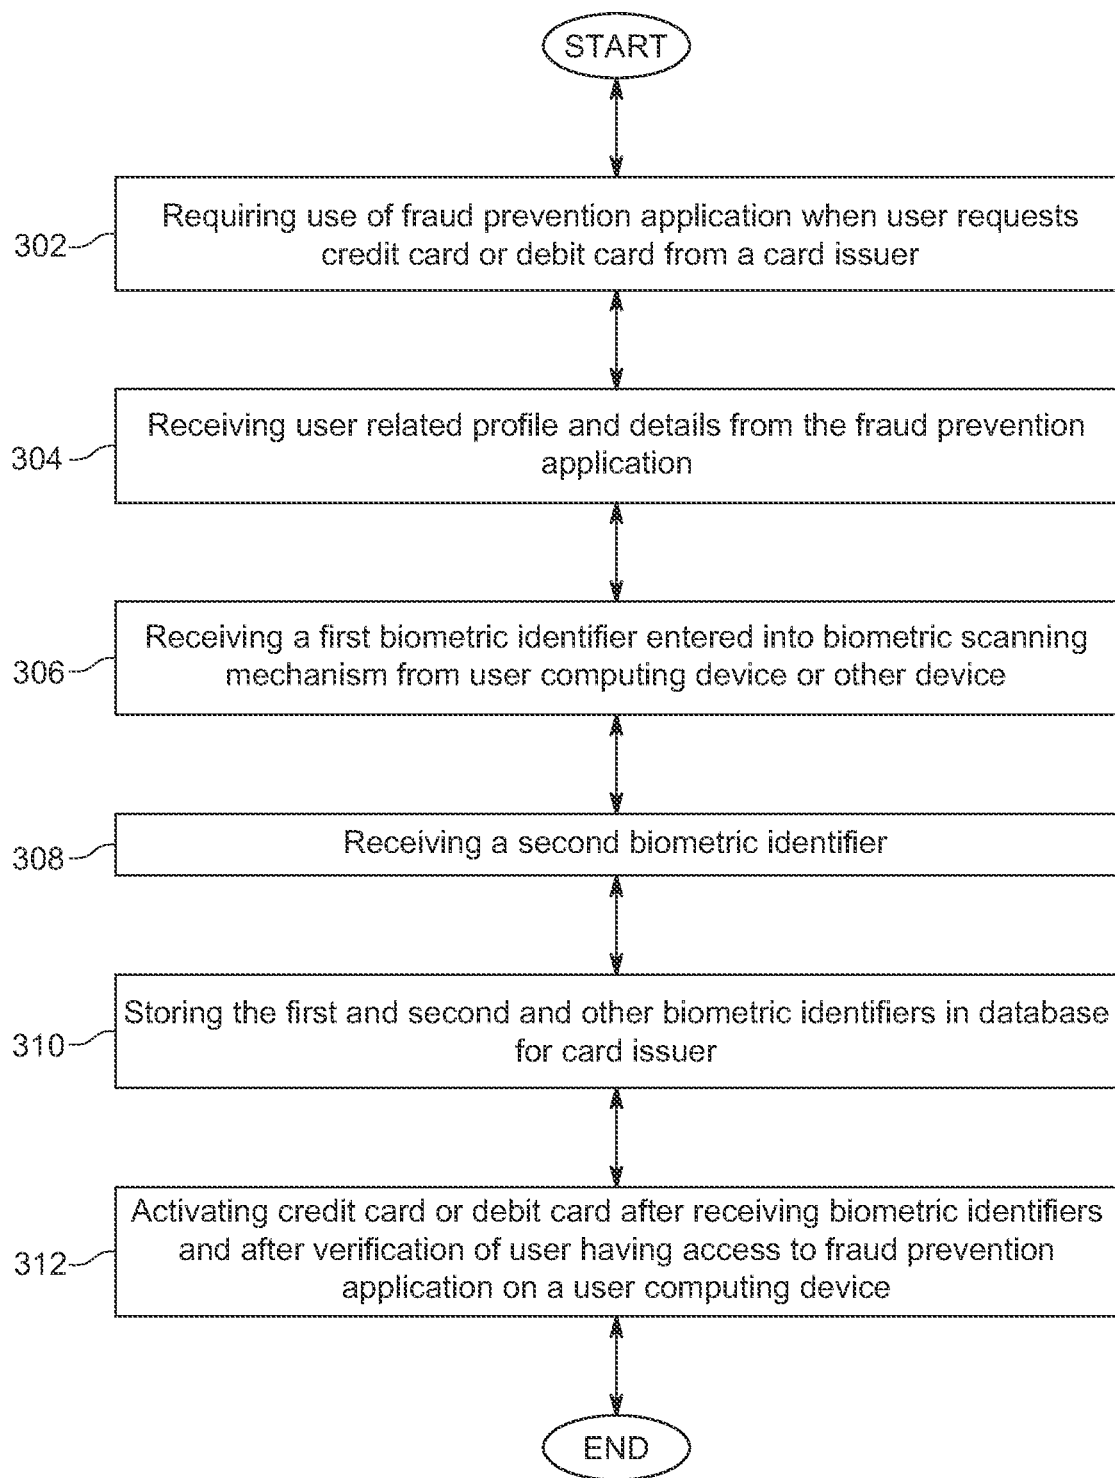 START
302
Requiring use of fraud prevention application when user requests
credit card or debit card from a card issuer
304
Receiving user related profile and details from the fraud prevention
application
306
Receiving a first biometric identifier entered into biometric scanning
mechanism from user computing device or other device
308
Receiving a second biometric identifier
310
Storing the first and second and other biometric identifiers in database
for card issuer
312
Activating credit card or debit card after receiving biometric identifiers
and after verification of user having access to fraud prevention
application on a user computing device
END